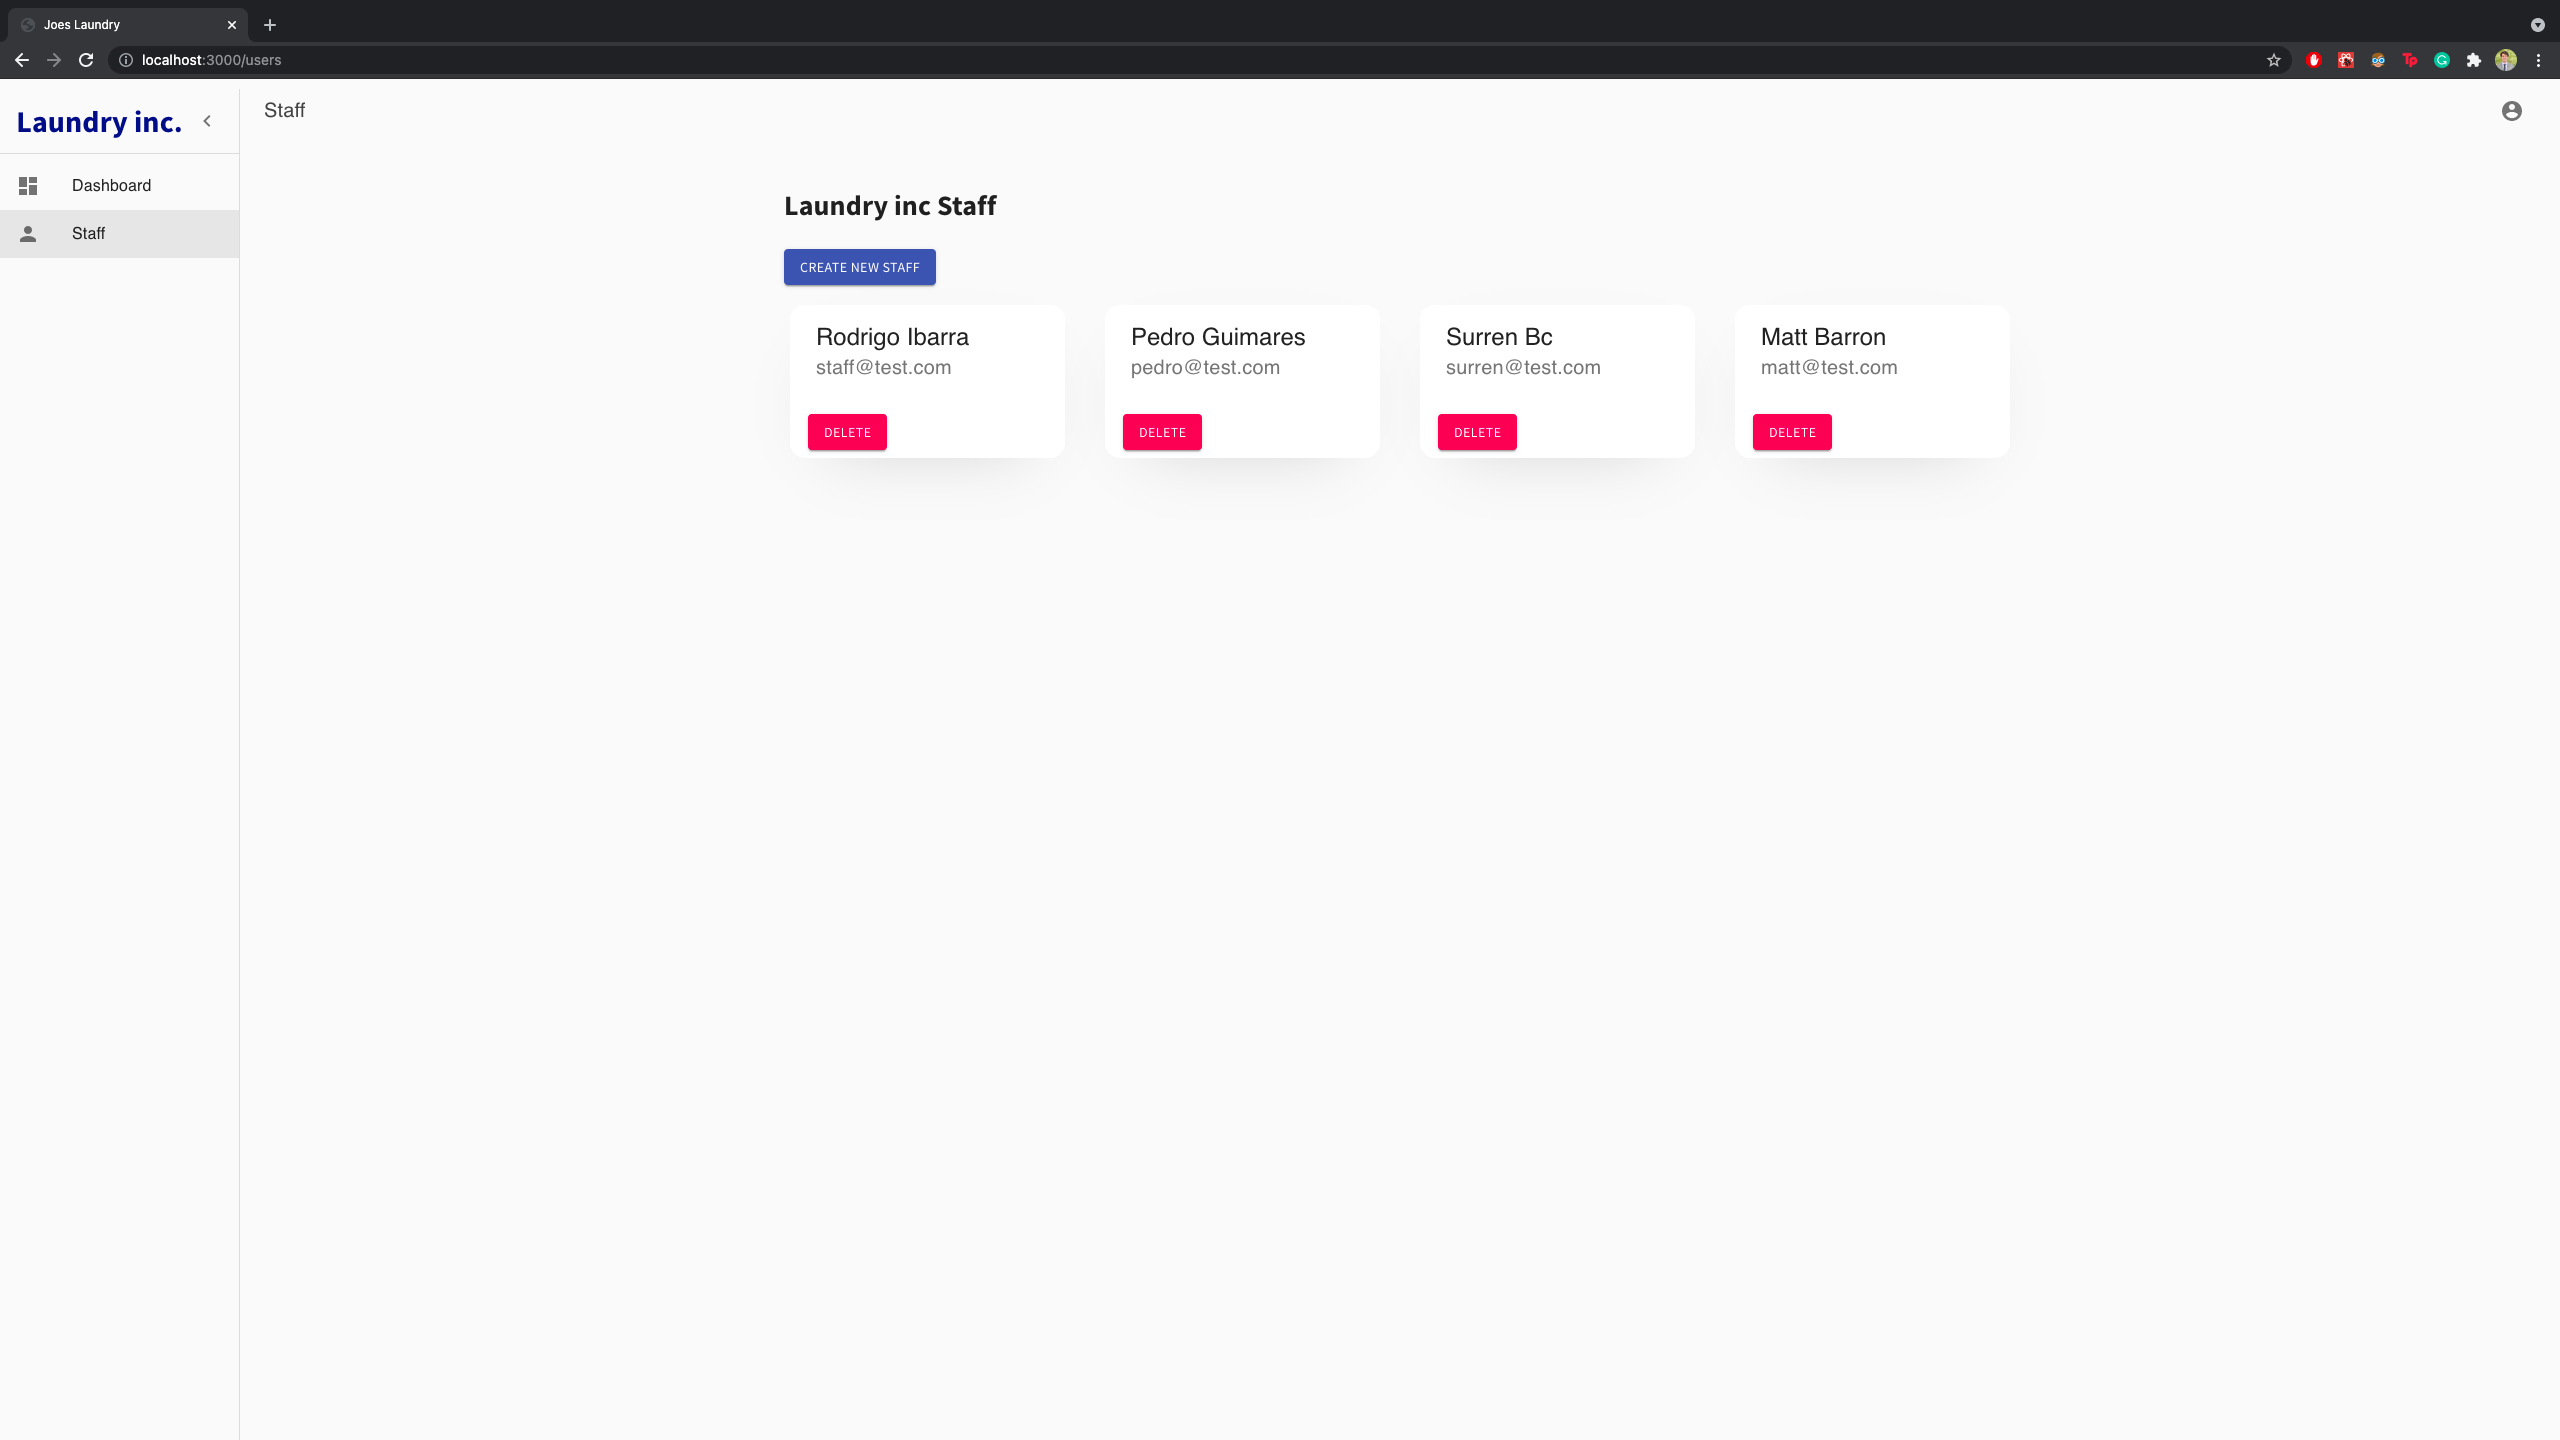 Joes Laundry
localhost:3000/users
Laundry inc.
Staff
Dashboard
Staff
Laundry inc Staff
CREATE NEW STAFF
Rodrigo Ibarra
staff@test.com
DELETE
Pedro Guimares
pedro@test.com
DELETE
Surren Bc
surren@test.com
DELETE
Matt Barron
matt@test.com
DELETE